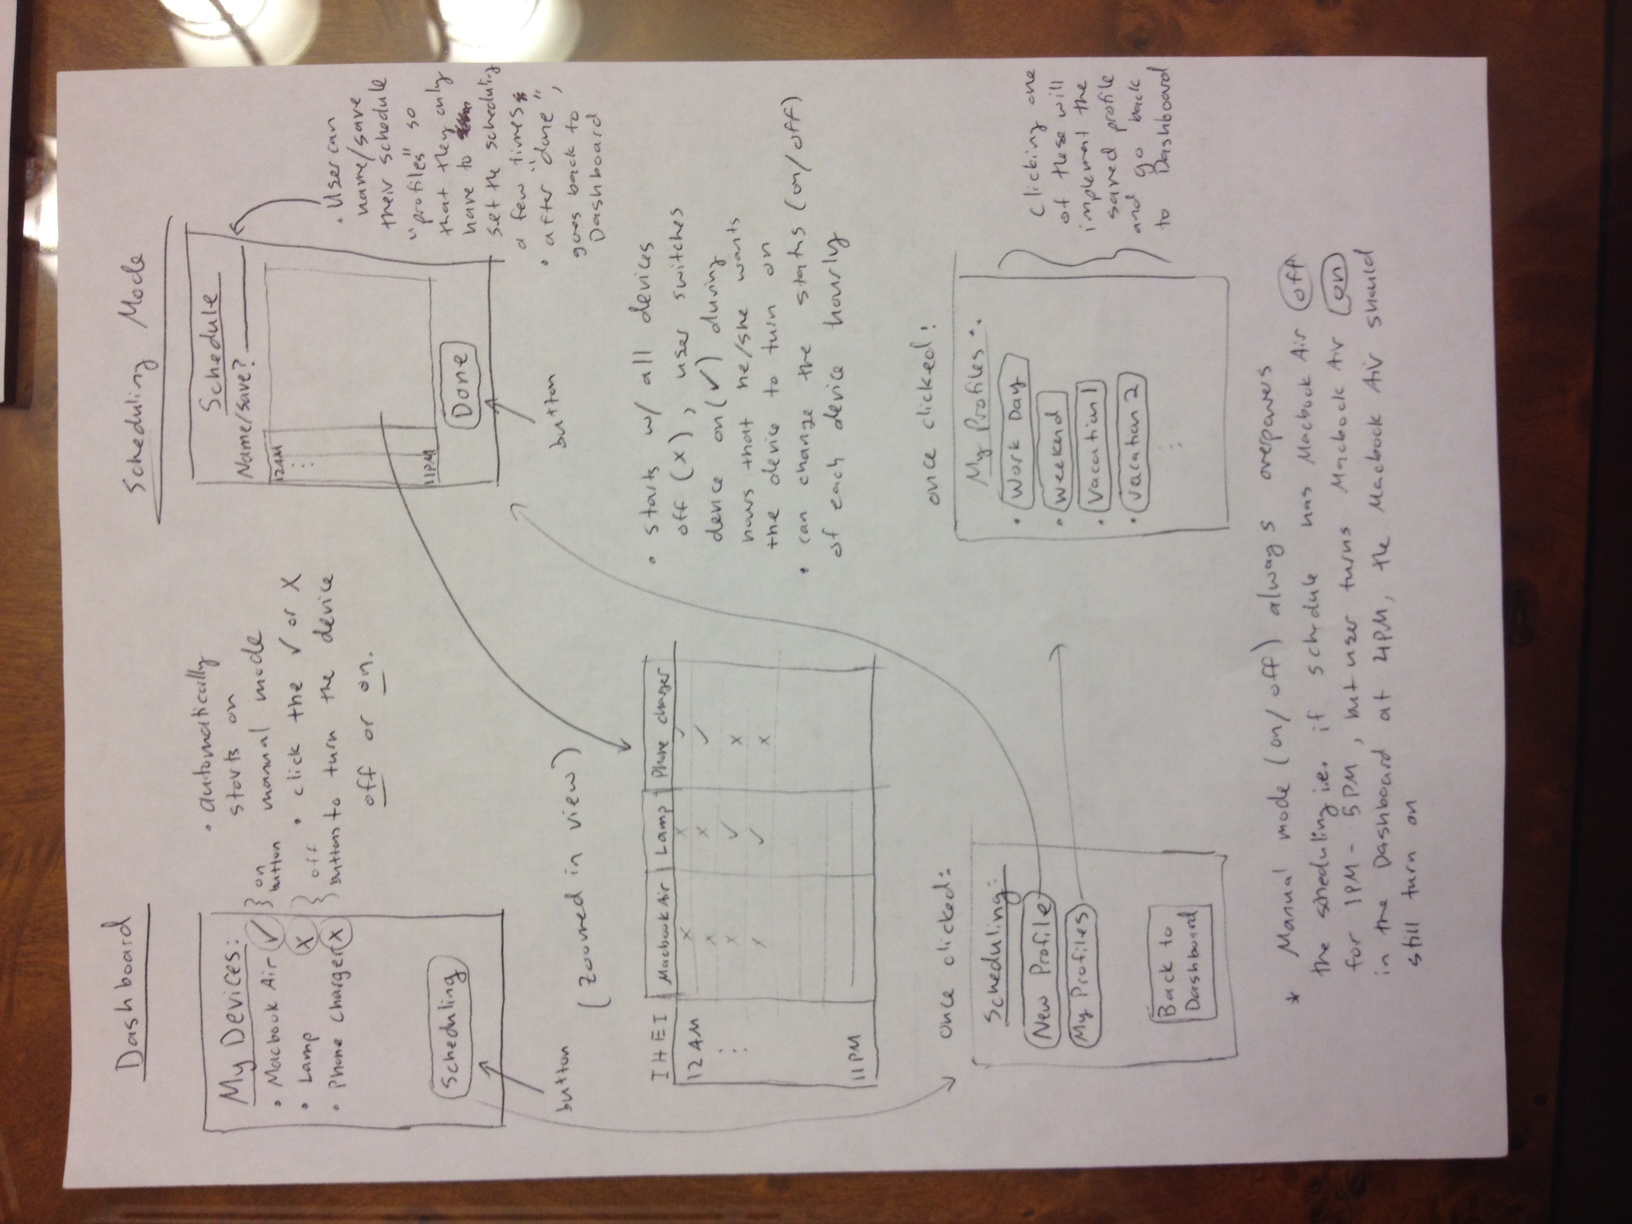 Dashboard
My Devices:
• Macbook Air ✓
• Lamp X
• Phone Charger X
} on
button
} off
buttons
Scheduling
button
• automatically
starts on
manual mode
• click the ✓ or X
to turn the device
off or on.
Scheduling Mode
Schedule
Name/save?
12AM
11PM
Done
button
• User can
name/save
their schedule
"profiles" so
that they only
have to
set the scheduling
a few times
• after "done",
goes back to
Dashboard
(zoomed in view)
Macbook Air Lamp Phone charger
12 AM X X ✓
X X ✓
X ✓ X
X ✓ X
11 PM
• starts w/ all devices
off (X), user switches
device on (✓) during
hours that he/she wants
the device to turn on
• can change the status (on/off)
of each device hourly
once clicked:
Scheduling:
New Profile
My Profiles
Back to
Dashboard
once clicked:
My Profiles:
• Work Day
• Weekend
• Vacation 1
• Vacation 2
clicking one
of these will
implement the
saved profile
and go back
to Dashboard
* Manual mode (on/off) always overpowers
the scheduling i.e. if schedule has Macbook Air off
for 1PM - 5PM, but user turns Macbook Air on
in the Dashboard at 4PM, the Macbook Air should
still turn on